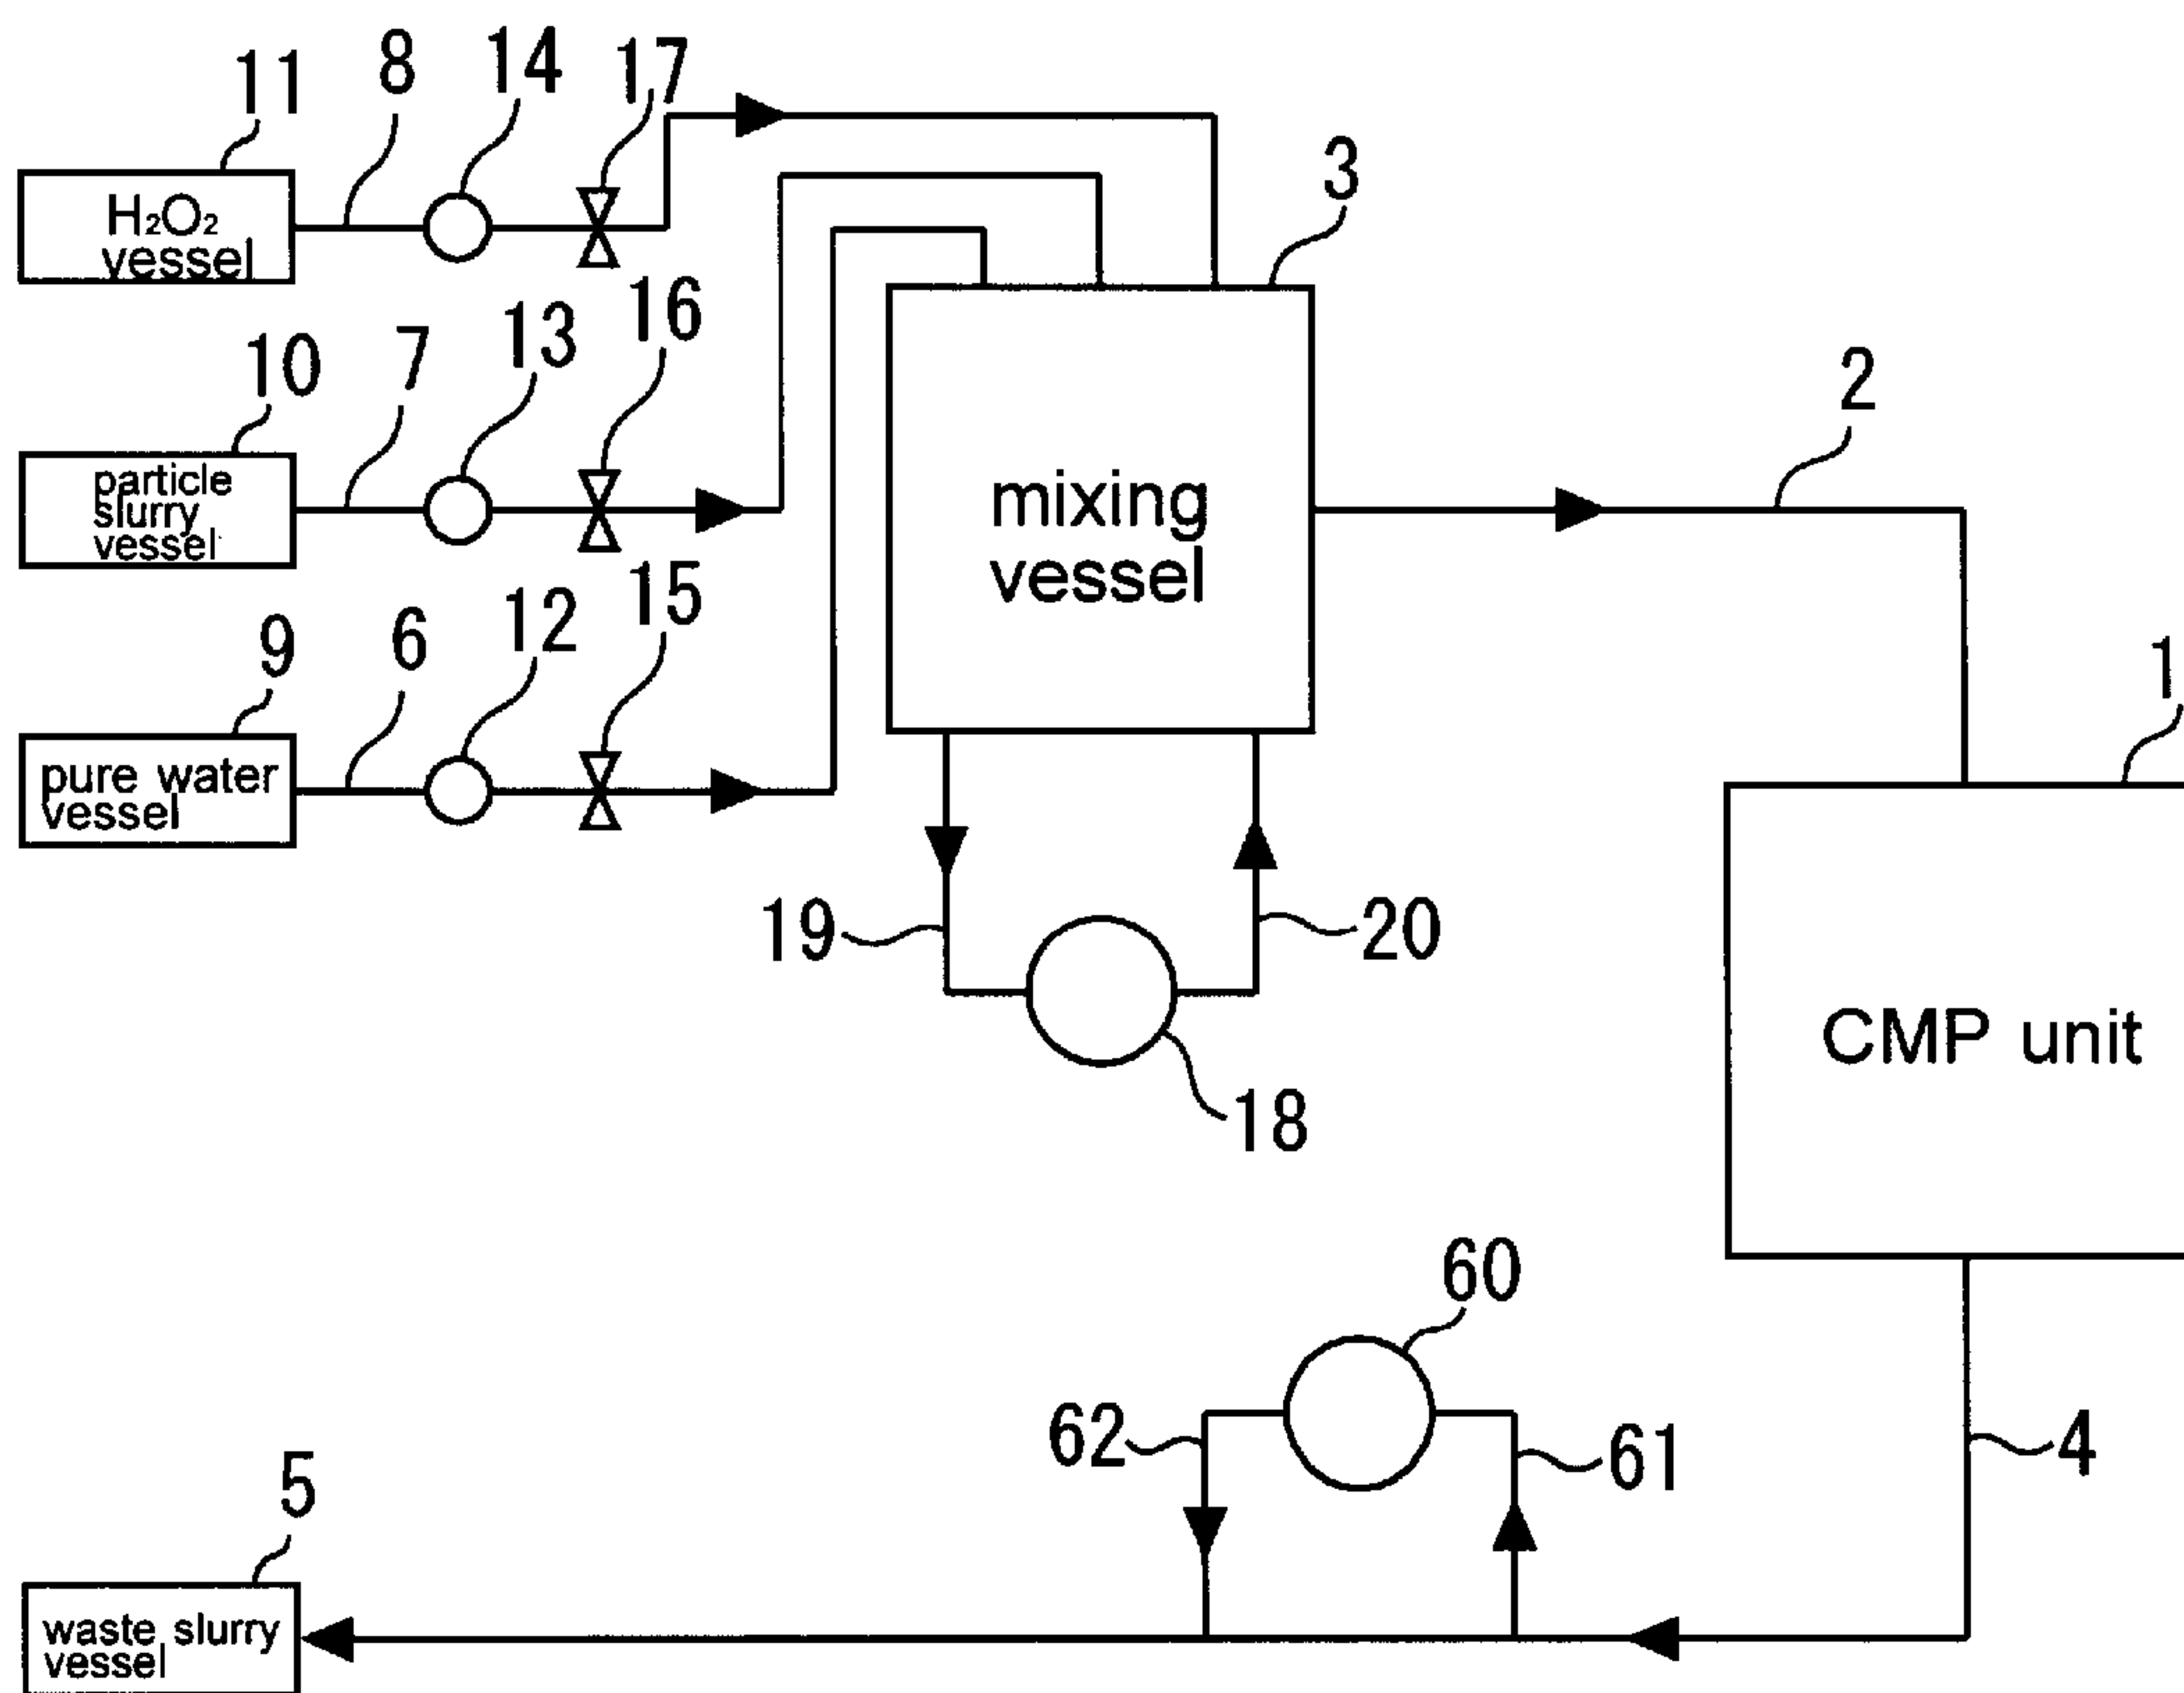 11
8
14
17
H₂O₂
vessel
3
10
7
13
16
particle
slurry
vessel
2
mixing
vessel
9
6
12
15
pure water
vessel
1
19
20
18
CMP unit
60
62
61
4
5
waste slurry
vessel